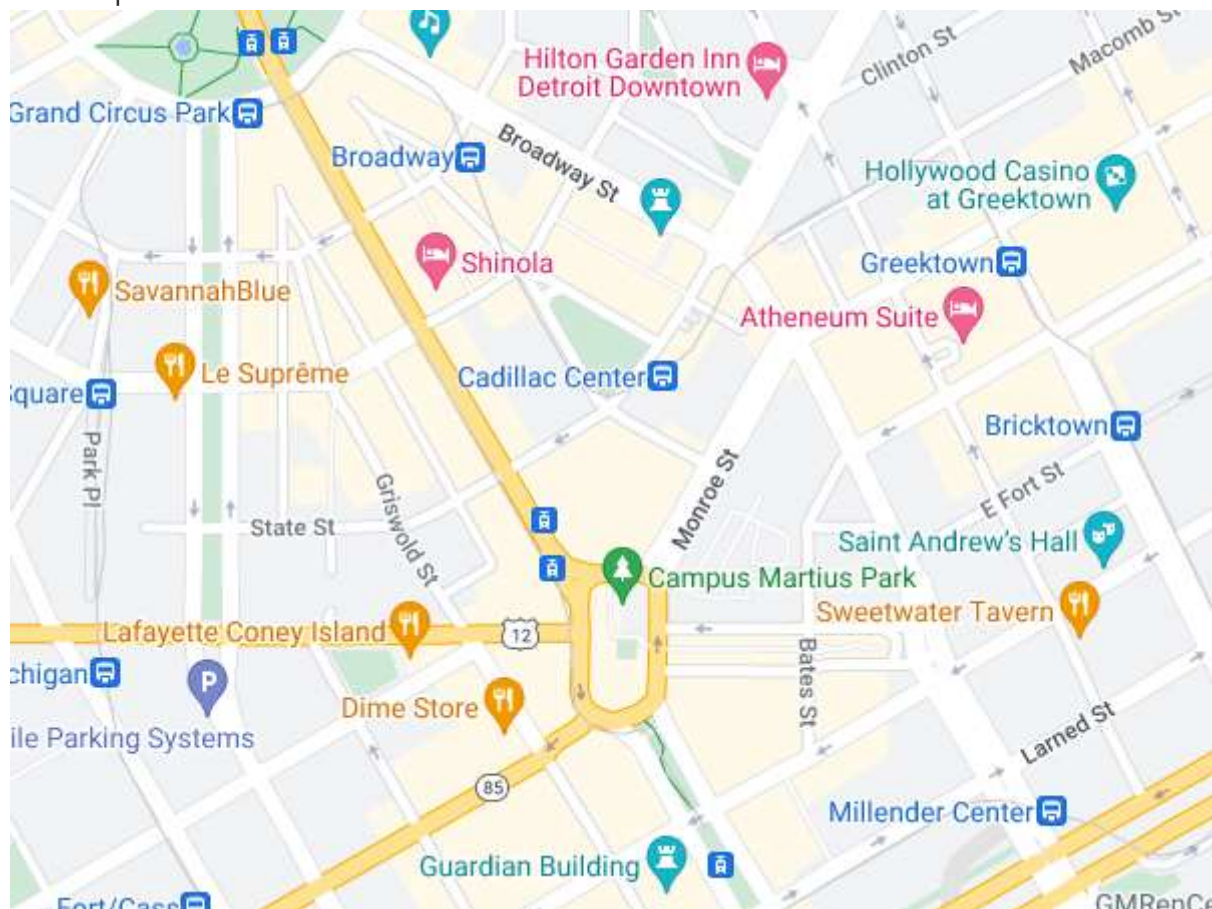 Clinton St
Macomb St
Hilton Garden Inn
Detroit Downtown
Grand Circus Park
Broadway
Broadway St
Hollywood Casino
at Greektown
Greektown
Shinola
SavannahBlue
Atheneum Suite
Le Suprême
Cadillac Center
quare
Bricktown
Park Pl
Griswold St
State St
Monroe St
E Fort St
Saint Andrew's Hall
Campus Martius Park
Sweetwater Tavern
Lafayette Coney Island
12
chigan
P
Bates St
Dime Store
ile Parking Systems
Larned St
85
Millender Center
Guardian Building
Fort/Cass
GMRenCe